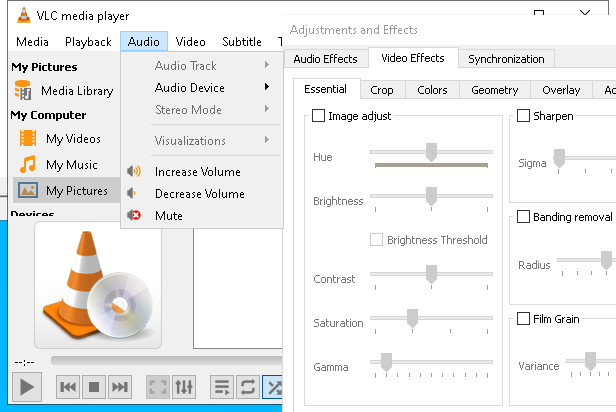 VLC media player
Media Playback Audio Video Subtitle
My Pictures
Media Library
My Computer
My Videos
My Music
My Pictures
Devices
Audio Track
Audio Device
Stereo Mode
Visualizations
Increase Volume
Decrease Volume
Mute
--:--
Adjustments and Effects
Audio Effects Video Effects Synchronization
Essential Crop Colors Geometry Overlay
Image adjust
Hue
Brightness
Brightness Threshold
Contrast
Saturation
Gamma
Sharpen
Sigma
Banding removal
Radius
Film Grain
Variance